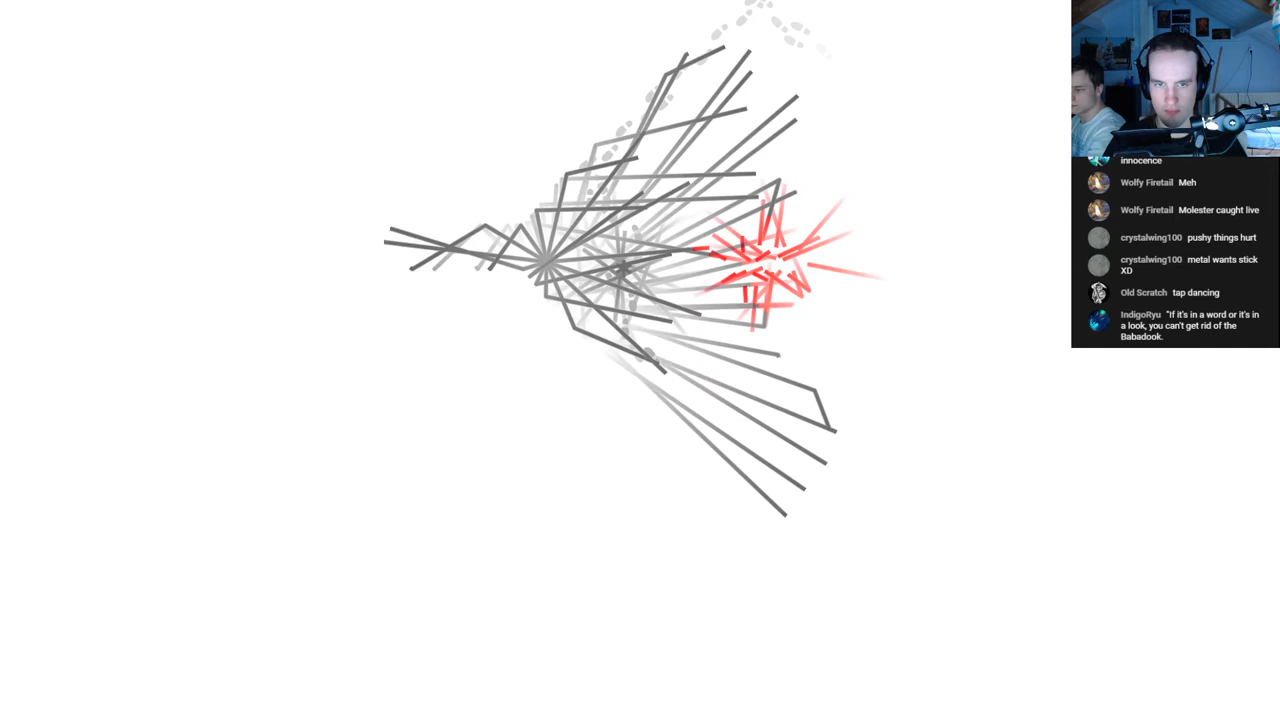 innocence
Wolfy Firetail Meh
Wolfy Firetail Molester caught live
crystalwing100 pushy things hurt
crystalwing100 metal wants stick
XD
Old Scratch tap dancing
IndigoRyu "If it's in a word or it's in
a look, you can't get rid of the
Babadook.